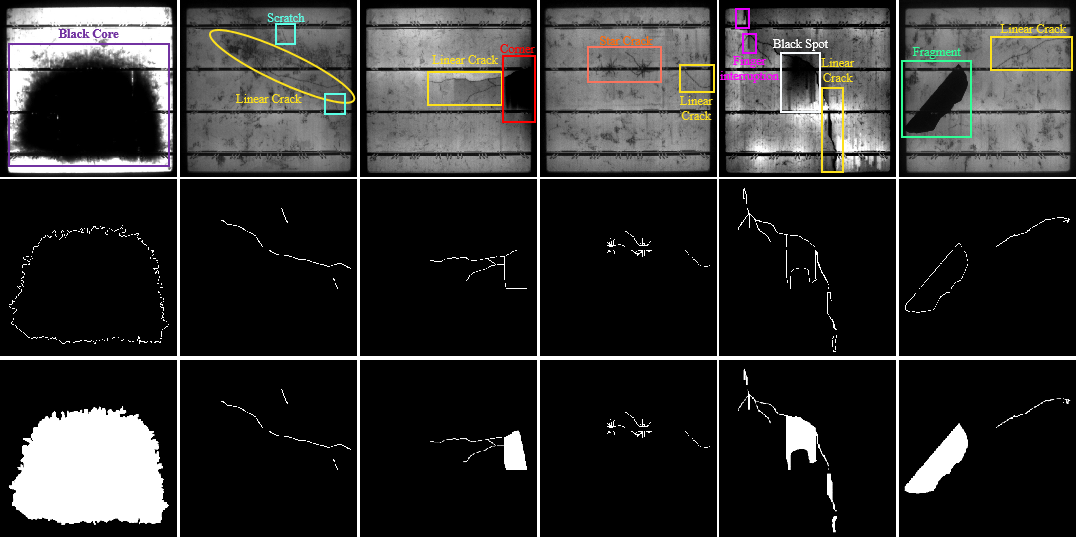 Black Core
Scratch
Linear Crack
Linear Crack
Corner
Star Crack
Linear
Crack
Finger
interruption
Black Spot
Linear
Crack
Fragment
Linear Crack